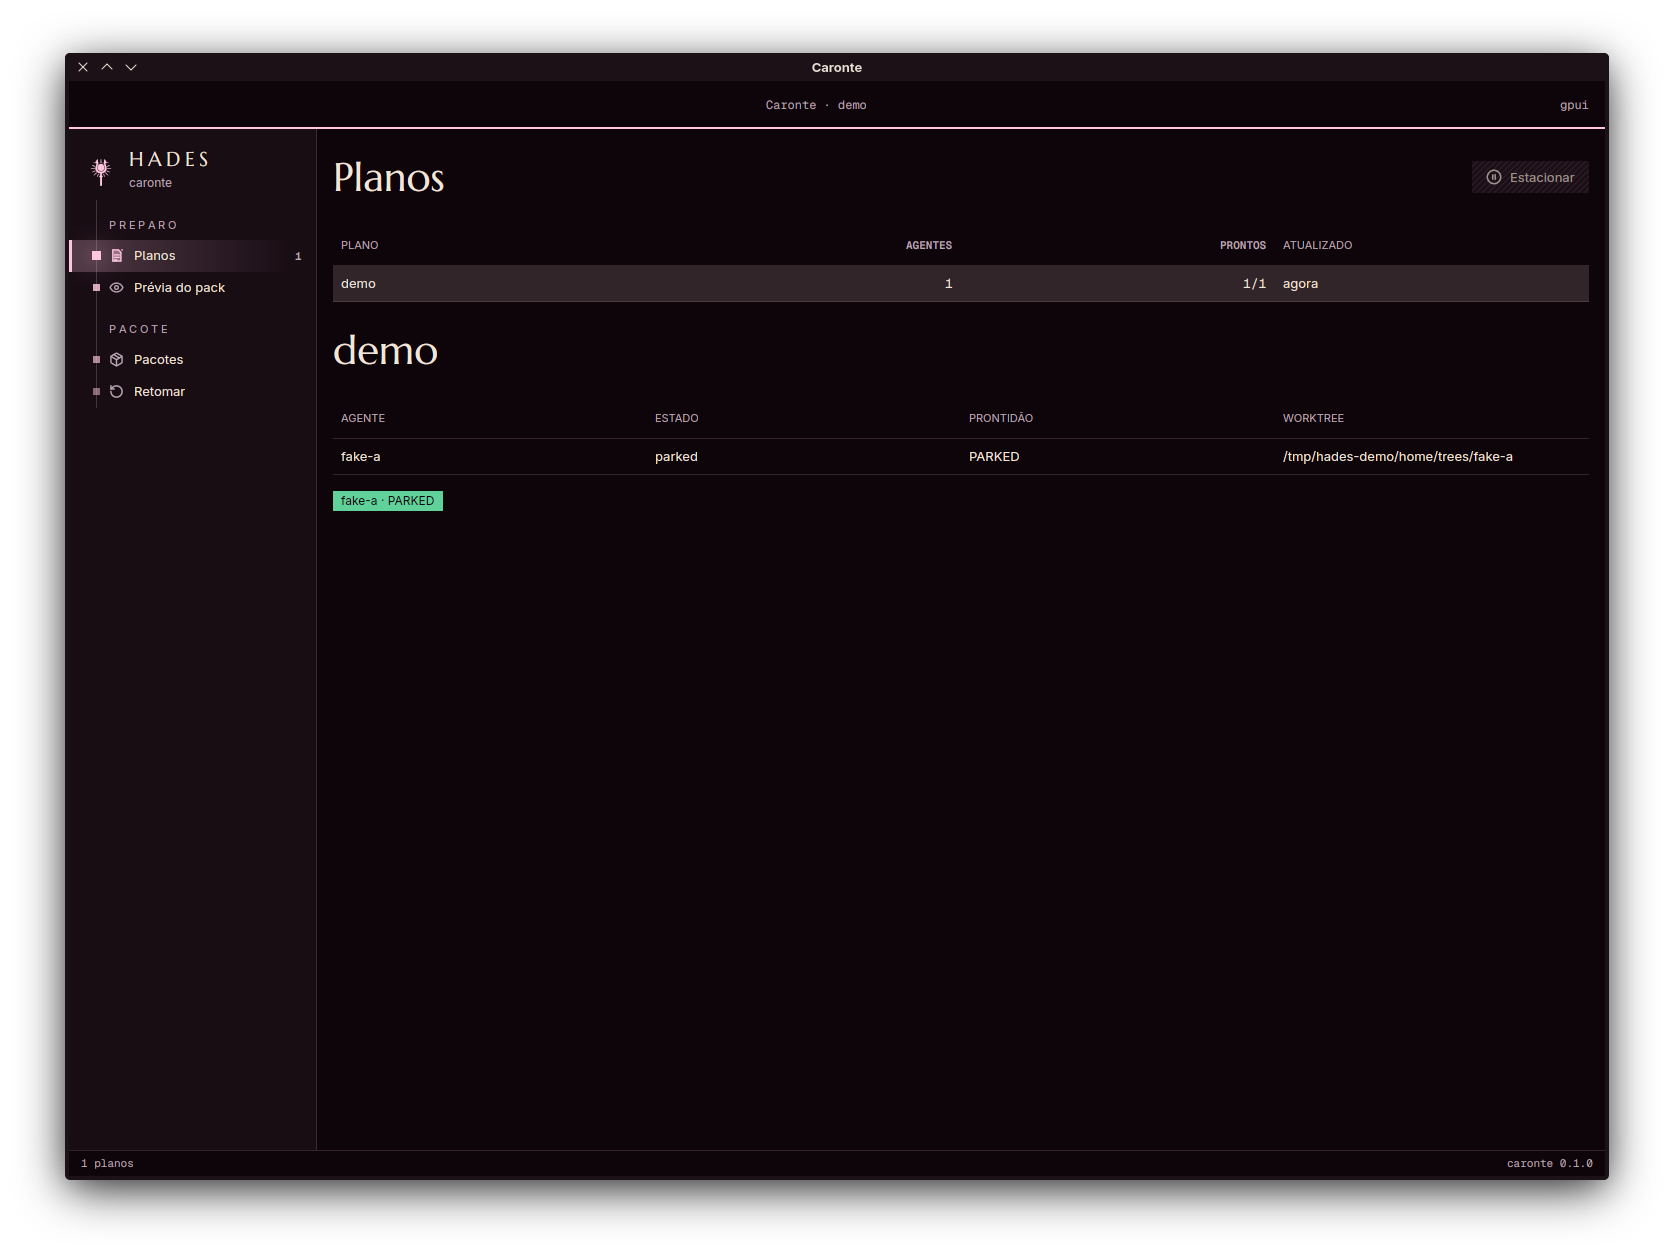 Caronte
Caronte · demo
gpui
HADES
caronte
PREPARO
Planos 1
Prévia do pack
PACOTE
Pacotes
Retomar
Planos
Estacionar
PLANO AGENTES PRONTOS ATUALIZADO
demo 1 1/1 agora
demo
AGENTE ESTADO PRONTIDÃO WORKTREE
fake-a parked PARKED /tmp/hades-demo/home/trees/fake-a
fake-a · PARKED
1 planos
caronte 0.1.0